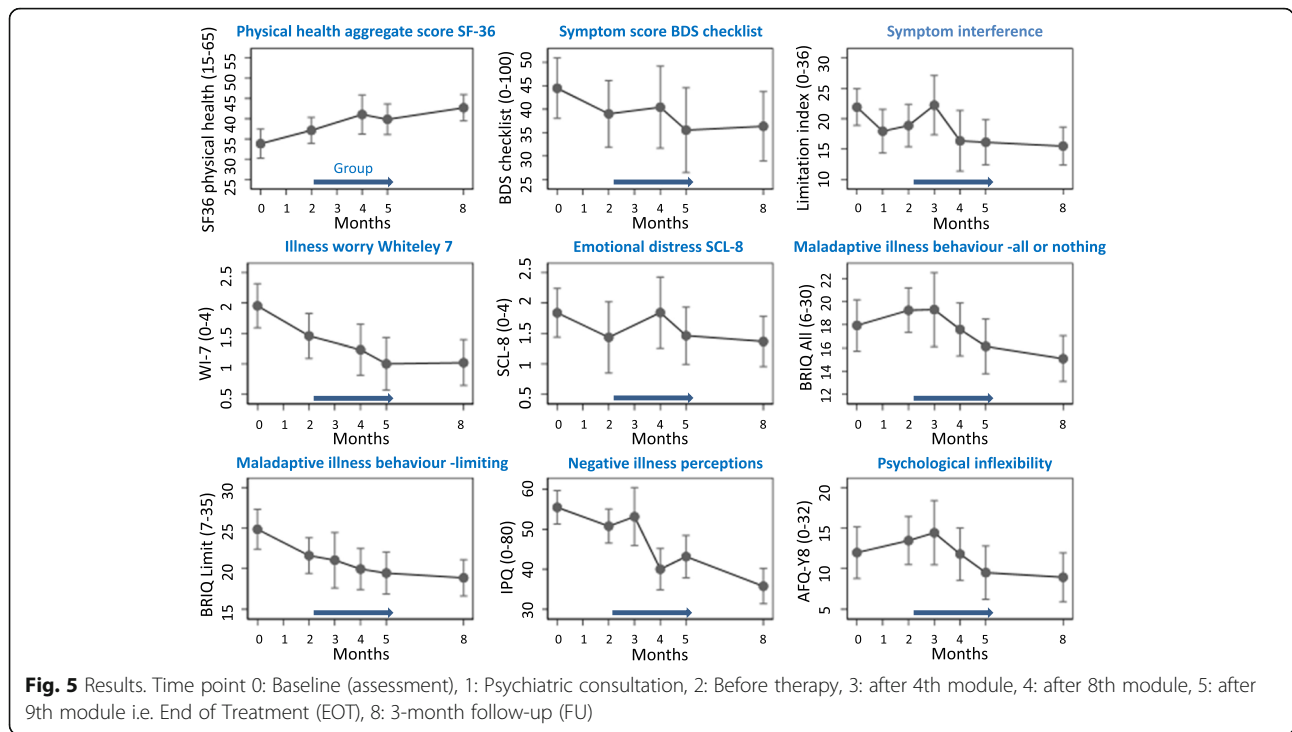 Physical health aggregate score SF-36
SF36 physical health (15-65)
55
50
45
40
35
30
25
Group
0 1 2 3 4 5 8
Months
Symptom score BDS checklist
BDS checklist (0-100)
50
45
40
35
30
25
0 1 2 3 4 5 8
Months
Symptom interference
Limitation index (0-36)
30
25
20
15
10
0 1 2 3 4 5 8
Months
Illness worry Whiteley 7
WI-7 (0-4)
2.5
2
1.5
1
0.5
0 1 2 3 4 5 8
Months
Emotional distress SCL-8
SCL-8 (0-4)
2.5
2
1.5
1
0.5
0 1 2 3 4 5 8
Months
Maladaptive illness behaviour -all or nothing
BRIQ All (6-30)
22
20
18
16
14
12
0 1 2 3 4 5 8
Months
Maladaptive illness behaviour -limiting
BRIQ Limit (7-35)
30
25
20
15
0 1 2 3 4 5 8
Months
Negative illness perceptions
IPQ (0-80)
60
50
40
30
0 1 2 3 4 5 8
Months
Psychological inflexibility
AFQ-Y8 (0-32)
20
15
10
5
0 1 2 3 4 5 8
Months
Fig. 5 Results. Time point 0: Baseline (assessment), 1: Psychiatric consultation, 2: Before therapy, 3: after 4th module, 4: after 8th module, 5: after
9th module i.e. End of Treatment (EOT), 8: 3-month follow-up (FU)